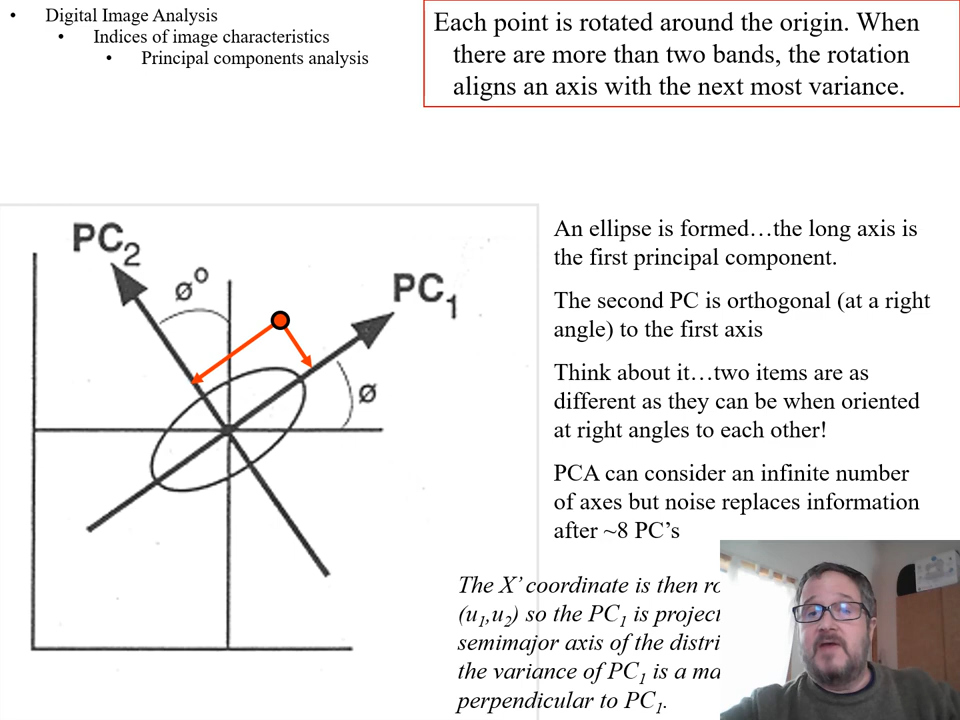 • Digital Image Analysis
• Indices of image characteristics
• Principal components analysis
Each point is rotated around the origin. When
there are more than two bands, the rotation
aligns an axis with the next most variance.
PC2
ø°
PC1
ø
An ellipse is formed…the long axis is
the first principal component.
The second PC is orthogonal (at a right
angle) to the first axis
Think about it…two items are as
different as they can be when oriented
at right angles to each other!
PCA can consider an infinite number
of axes but noise replaces information
after ~8 PC’s
The X’ coordinate is then
(u1,u2) so the PC1 is
semimajor axis of the
the variance of PC1 is a
perpendicular to PC1.